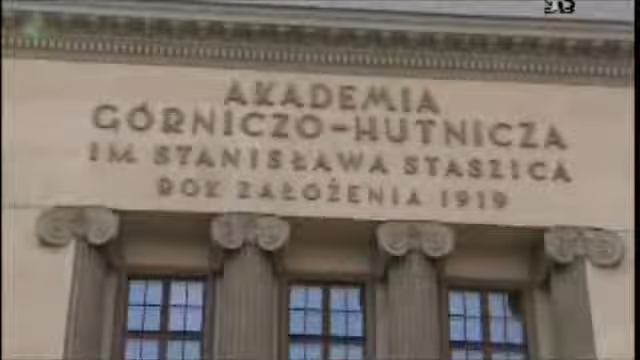 AKADEMIA
GÓRNICZO-HUTNICZA
IM. STANISŁAWA STASZICA
ROK ZAŁOŻENIA 1919